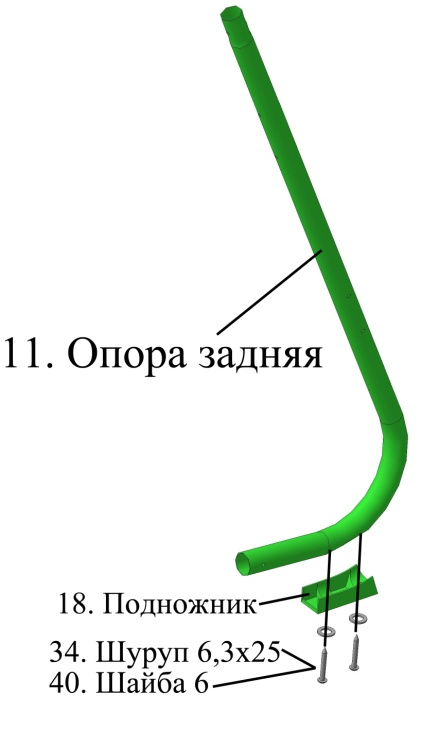 11. Опора задняя
18. Подножник
34. Шуруп 6,3х25
40. Шайба 6